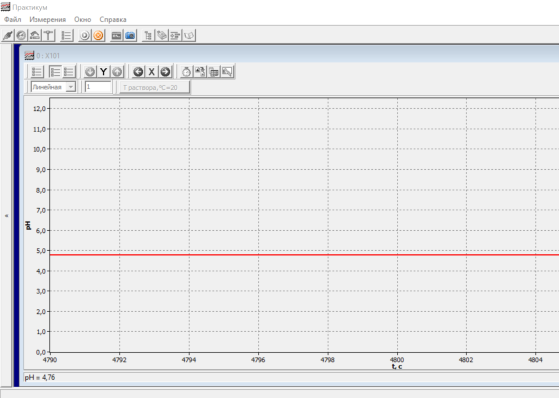 Практикум
Файл Измерения Окно Справка
0 : X101
Y X
Линейная 1 T раствора,°C=20
12,0
11,0
10,0
9,0
8,0
7,0
pH
6,0
5,0
4,0
3,0
2,0
1,0
0,0
4790 4792 4794 4796 4798 4800 4802 4804
t, c
pH = 4,76